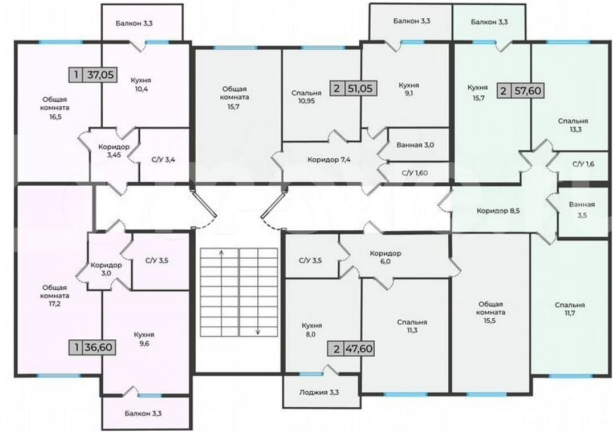 Балкон 3,3
Балкон 3,3
Балкон 3,3
1 37,05
Кухня
10,4
Общая
комната
16,5
Коридор
3,45
С/У 3,4
Общая
комната
15,7
2 51,05
Спальня
10,95
Кухня
9,1
Ванная 3,0
Коридор 7,4
С/У 1,60
Кухня
15,7
2 57,60
Спальня
13,3
С/У 1,6
Ванная
3,5
Коридор 8,5
Общая
комната
17,2
Коридор
3,0
С/У 3,5
1 36,60
Кухня
9,6
Балкон 3,3
С/У 3,5
Коридор
6,0
Кухня
8,0
Спальня
11,3
2 47,60
Лоджия 3,3
Общая
комната
15,5
Спальня
11,7